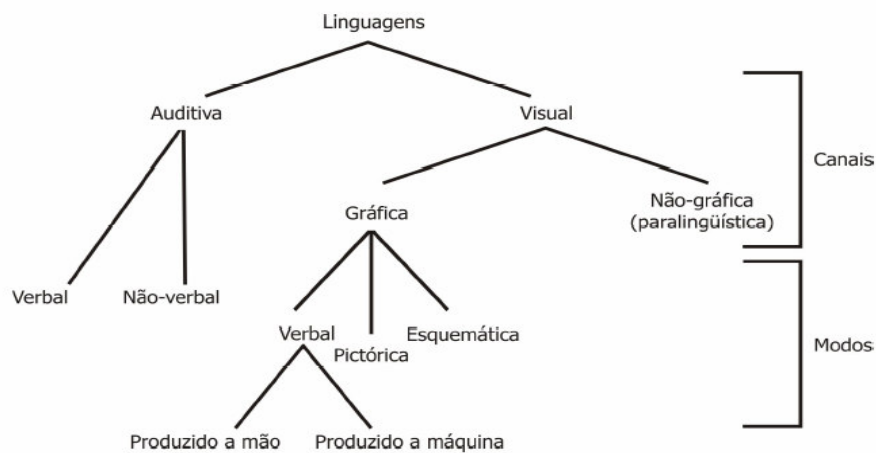 Linguagens
Auditiva
Visual
Canais
Gráfica
Não-gráfica
(paralingüística)
Verbal
Não-verbal
Verbal
Pictórica
Esquemática
Modos
Produzido a mão
Produzido a máquina